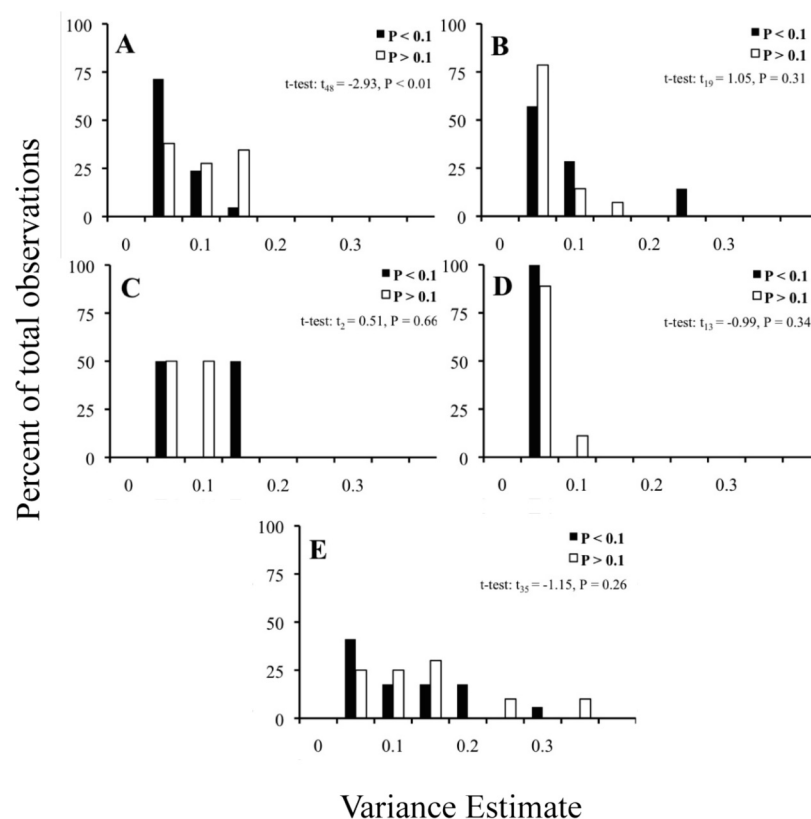 Percent of total observations
A
100
75
50
25
0
0 0.1 0.2 0.3
P < 0.1
P > 0.1
t-test: t₄₈ = -2.93, P < 0.01
B
100
75
50
25
0
0 0.1 0.2 0.3
P < 0.1
P > 0.1
t-test: t₁₉ = 1.05, P = 0.31
C
100
75
50
25
0
0 0.1 0.2 0.3
P < 0.1
P > 0.1
t-test: t₂ = 0.51, P = 0.66
D
100
75
50
25
0
0 0.1 0.2 0.3
P < 0.1
P > 0.1
t-test: t₁₃ = -0.99, P = 0.34
E
100
75
50
25
0
0 0.1 0.2 0.3
P < 0.1
P > 0.1
t-test: t₃₅ = -1.15, P = 0.26
Variance Estimate